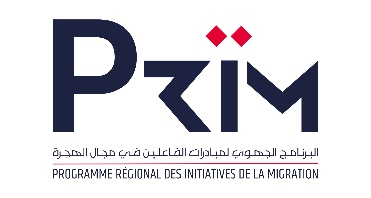 PRIM
البرنامج الجهوي لمبادرات الفاعلين في مجال الهجرة
PROGRAMME RÉGIONAL DES INITIATIVES DE LA MIGRATION